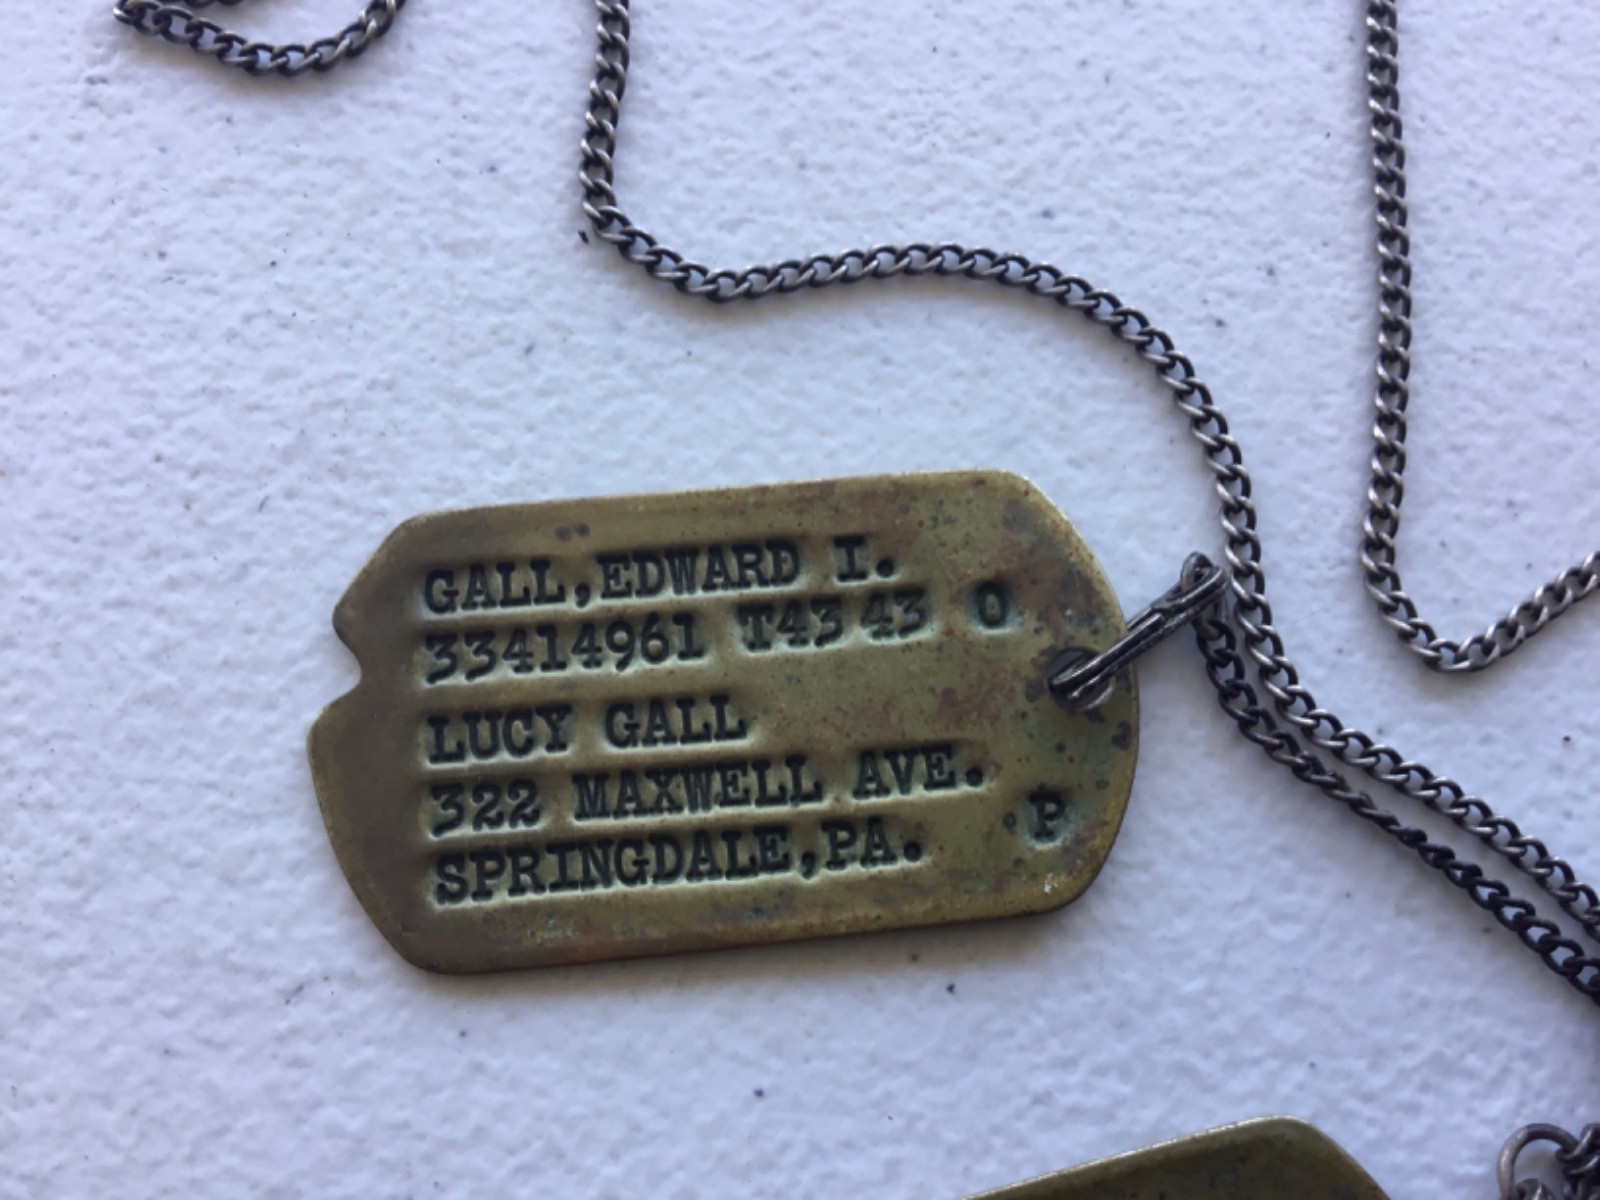 GALL,EDWARD I.
33414961 T43 43 O
LUCY GALL
322 MAXWELL AVE.
SPRINGDALE,PA. P